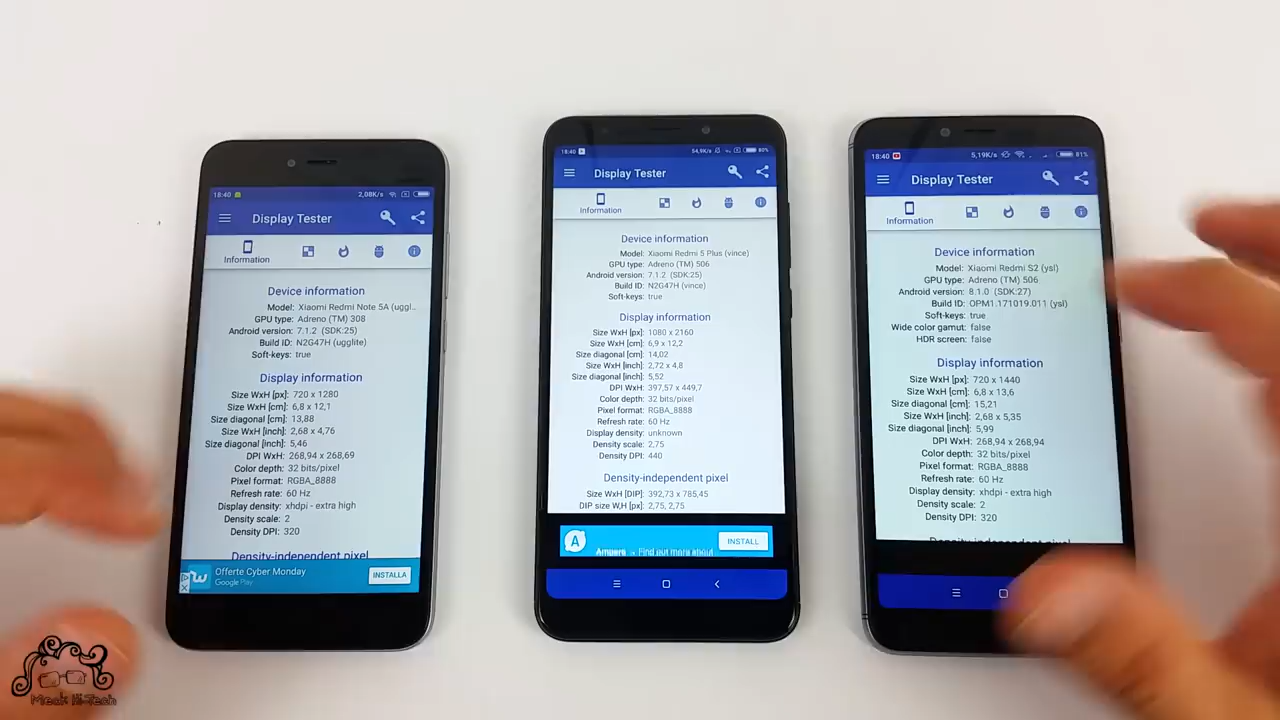 18:40
2,08K/s
Display Tester
Information
Device information
Model: Xiaomi Redmi Note 5A (uggl..
GPU type: Adreno (TM) 308
Android version: 7.1.2 (SDK:25)
Build ID: N2G47H (ugglite)
Soft-keys: true
Display information
Size WxH [px]: 720 x 1280
Size WxH [cm]: 6,8 x 12,1
Size diagonal [cm]: 13,88
Size WxH [inch]: 2,68 x 4,76
Size diagonal [inch]: 5,46
DPI WxH: 268,94 x 268,69
Color depth: 32 bits/pixel
Pixel format: RGBA_8888
Refresh rate: 60 Hz
Display density: xhdpi - extra high
Density scale: 2
Density DPI: 320
Density-independent pixel
Offerte Cyber Monday
Google Play
INSTALLA
18:40
54,9K/s
80%
Display Tester
Information
Device information
Model: Xiaomi Redmi 5 Plus (vince)
GPU type: Adreno (TM) 506
Android version: 7.1.2 (SDK:25)
Build ID: N2G47H (vince)
Soft-keys: true
Display information
Size WxH [px]: 1080 x 2160
Size WxH [cm]: 6,9 x 12,2
Size diagonal [cm]: 14,02
Size WxH [inch]: 2,72 x 4,8
Size diagonal [inch]: 5,52
DPI WxH: 397,57 x 449,7
Color depth: 32 bits/pixel
Pixel format: RGBA_8888
Refresh rate: 60 Hz
Display density: unknown
Density scale: 2,75
Density DPI: 440
Density-independent pixel
Size WxH [DIP]: 392,73 x 785,45
DIP size W,H [px]: 2,75, 2,75
A
Ampere - Find out more about
INSTALL
18:40
5,19K/s
81%
Display Tester
Information
Device information
Model: Xiaomi Redmi S2 (ysl)
GPU type: Adreno (TM) 506
Android version: 8.1.0 (SDK:27)
Build ID: OPM1.171019.011 (ysl)
Soft-keys: true
Wide color gamut: false
HDR screen: false
Display information
Size WxH [px]: 720 x 1440
Size WxH [cm]: 6,8 x 13,6
Size diagonal [cm]: 15,21
Size WxH [inch]: 2,68 x 5,35
Size diagonal [inch]: 5,99
DPI WxH: 268,94 x 268,94
Color depth: 32 bits/pixel
Pixel format: RGBA_8888
Refresh rate: 60 Hz
Display density: xhdpi - extra high
Density scale: 2
Density DPI: 320
Density-independent pixel
Meok Hi-Tech